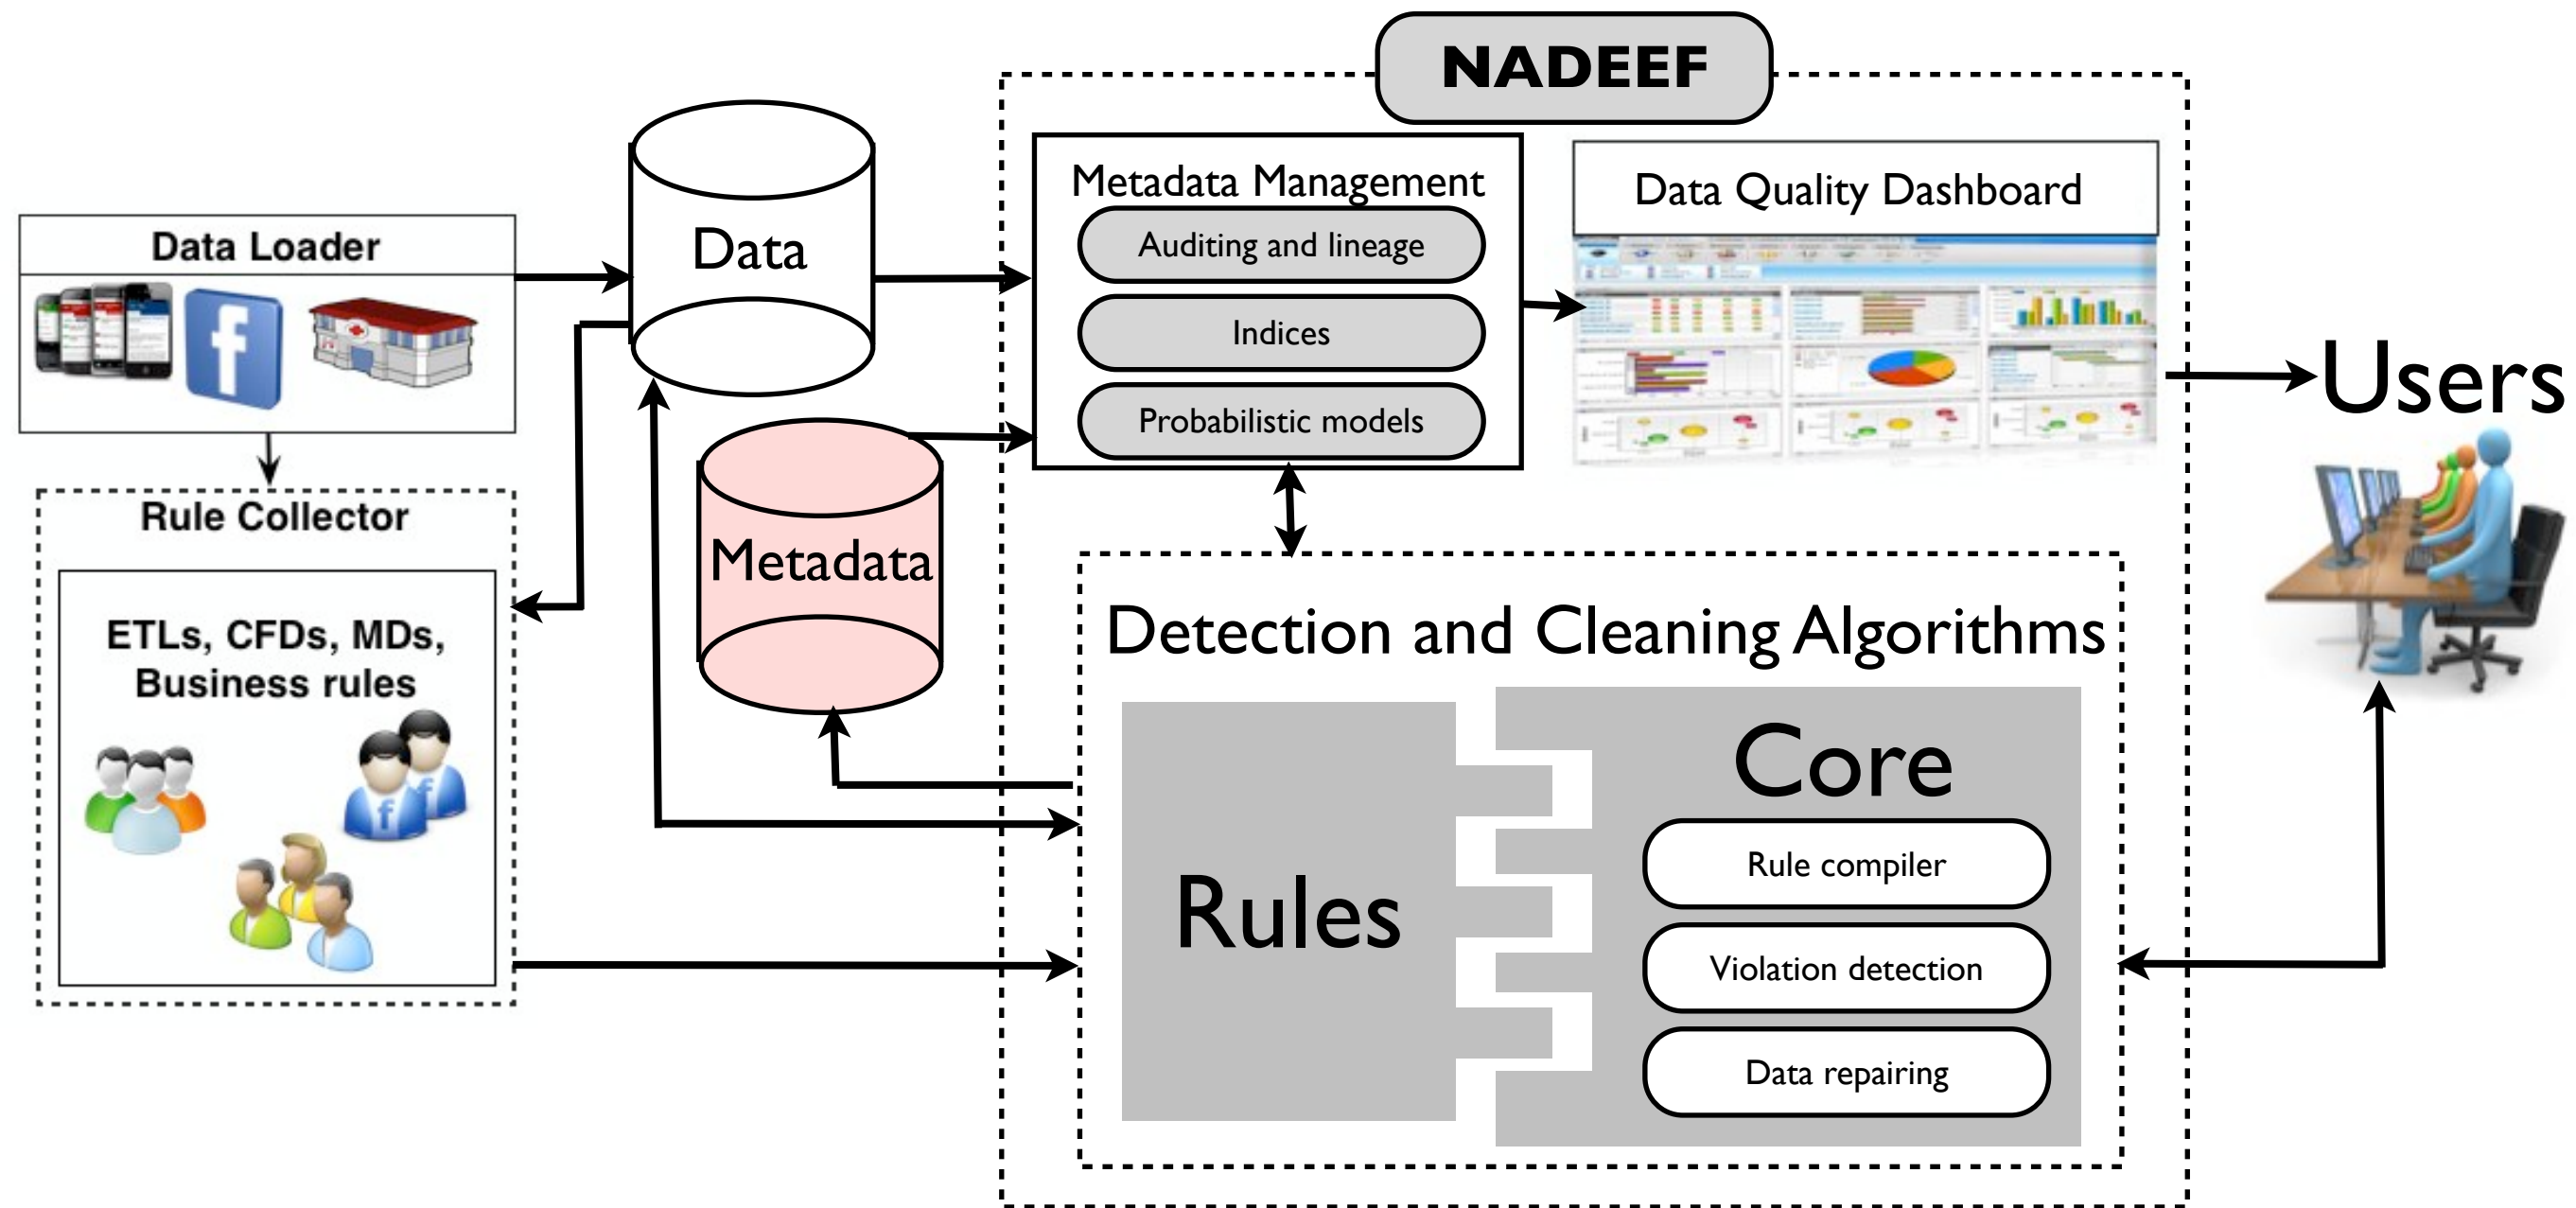 NADEEF
Data Loader
Data
Metadata Management
Auditing and lineage
Indices
Probabilistic models
Data Quality Dashboard
Users
Rule Collector
ETLs, CFDs, MDs,
Business rules
Metadata
Detection and Cleaning Algorithms
Rules
Core
Rule compiler
Violation detection
Data repairing